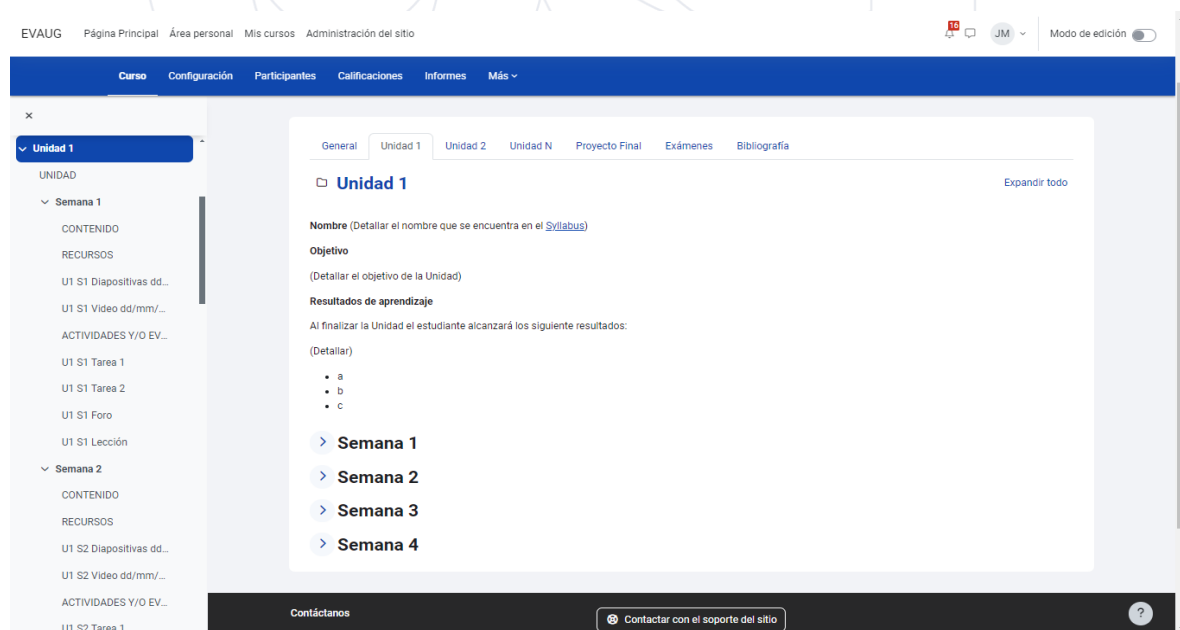 EVAUG Página Principal Área personal Mis cursos Administración del sitio 16 JM Modo de edición
Curso Configuración Participantes Calificaciones Informes Más
Unidad 1
UNIDAD
Semana 1
CONTENIDO
RECURSOS
U1 S1 Diapositivas dd...
U1 S1 Video dd/mm/...
ACTIVIDADES Y/O EV...
U1 S1 Tarea 1
U1 S1 Tarea 2
U1 S1 Foro
U1 S1 Lección
Semana 2
CONTENIDO
RECURSOS
U1 S2 Diapositivas dd...
U1 S2 Video dd/mm/...
ACTIVIDADES Y/O EV...
U1 S2 Tarea 1
General Unidad 1 Unidad 2 Unidad N Proyecto Final Exámenes Bibliografía
Unidad 1
Expandir todo
Nombre (Detallar el nombre que se encuentra en el Syllabus)
Objetivo
(Detallar el objetivo de la Unidad)
Resultados de aprendizaje
Al finalizar la Unidad el estudiante alcanzará los siguiente resultados:
(Detallar)
• a
• b
• c
Semana 1
Semana 2
Semana 3
Semana 4
Contáctanos
Contactar con el soporte del sitio
?